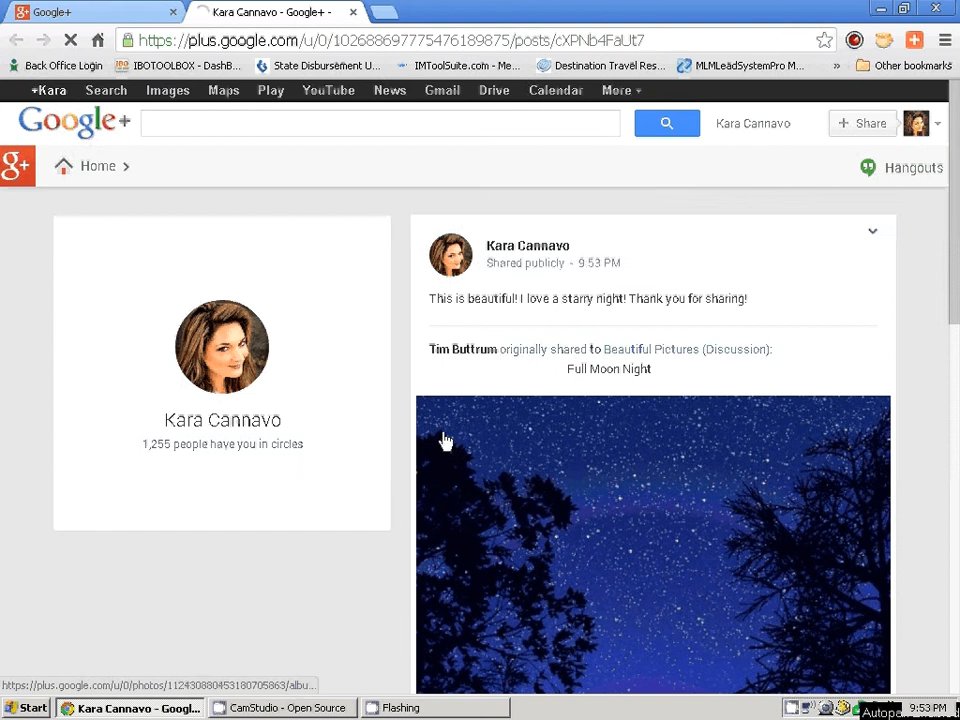 Google+
Kara Cannavo - Google+ -
https://plus.google.com/u/0/102688697775476189875/posts/cXPNb4FaUt7
Back Office Login IBOTOOLBOX - DashB... State Disbursement U... IMToolSuite.com - Me... Destination Travel Res... MLMLeadSystemPro M... » Other bookmarks
+Kara Search Images Maps Play YouTube News Gmail Drive Calendar More
Google+ Kara Cannavo + Share
g+ Home Hangouts
Kara Cannavo
Shared publicly - 9:53 PM
This is beautiful! I love a starry night! Thank you for sharing!
Tim Buttrum originally shared to Beautiful Pictures (Discussion):
Full Moon Night
Kara Cannavo
1,255 people have you in circles
https://plus.google.com/u/0/photos/112430880453180705863/albu...
Start Kara Cannavo - Googl... CamStudio - Open Source Flashing 9:53 PM